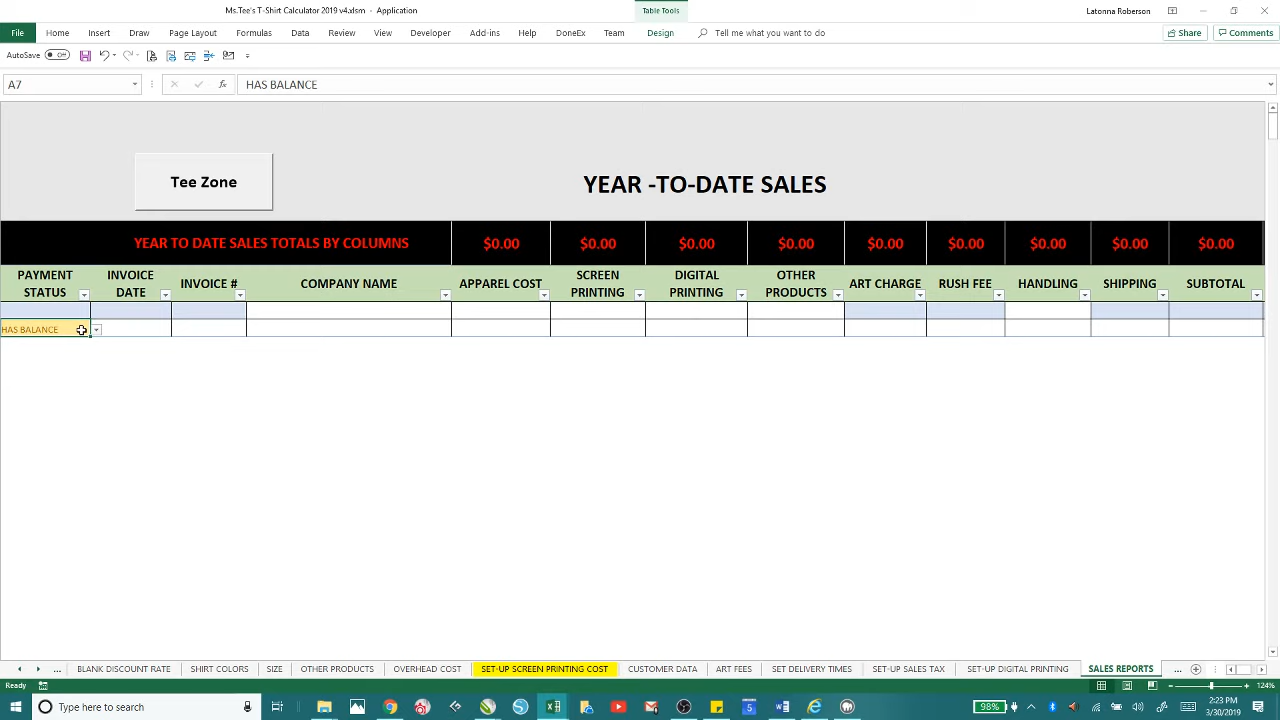 Ms.Tee's T-Shirt Calculator 2019 v4.xlsm - Application
Table Tools
Latonna Roberson
File Home Insert Draw Page Layout Formulas Data Review View Developer Add-ins Help DoneEx Team Design Tell me what you want to do Share Comments
AutoSave Off
A7 fx HAS BALANCE
Tee Zone
YEAR -TO-DATE SALES
YEAR TO DATE SALES TOTALS BY COLUMNS $0.00 $0.00 $0.00 $0.00 $0.00 $0.00 $0.00 $0.00 $0.00
PAYMENT STATUS
INVOICE DATE
INVOICE #
COMPANY NAME
APPAREL COST
SCREEN PRINTING
DIGITAL PRINTING
OTHER PRODUCTS
ART CHARGE
RUSH FEE
HANDLING
SHIPPING
SUBTOTAL
HAS BALANCE
... BLANK DISCOUNT RATE SHIRT COLORS SIZE OTHER PRODUCTS OVERHEAD COST SET-UP SCREEN PRINTING COST CUSTOMER DATA ART FEES SET DELIVERY TIMES SET-UP SALES TAX SET-UP DIGITAL PRINTING SALES REPORTS ...
Ready 124%
Type here to search 98% 2:23 PM
3/30/2019